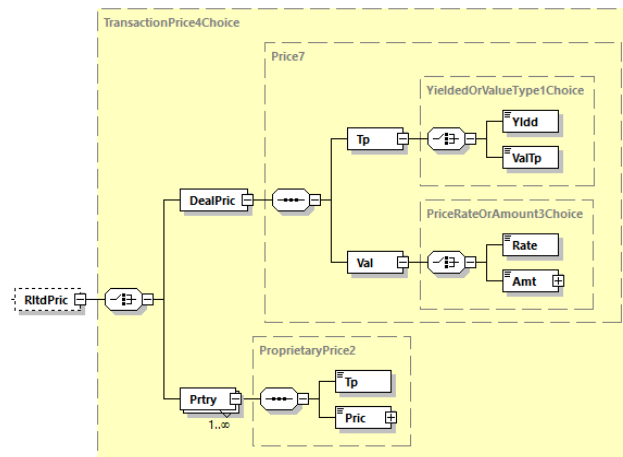 TransactionPrice4Choice
Price7
YieldedOrValueType1Choice
Yldd
Tp
ValTp
DealPric
PriceRateOrAmount3Choice
Rate
Val
Amt
RltdPric
ProprietaryPrice2
Tp
Prtry
Pric
1..∞